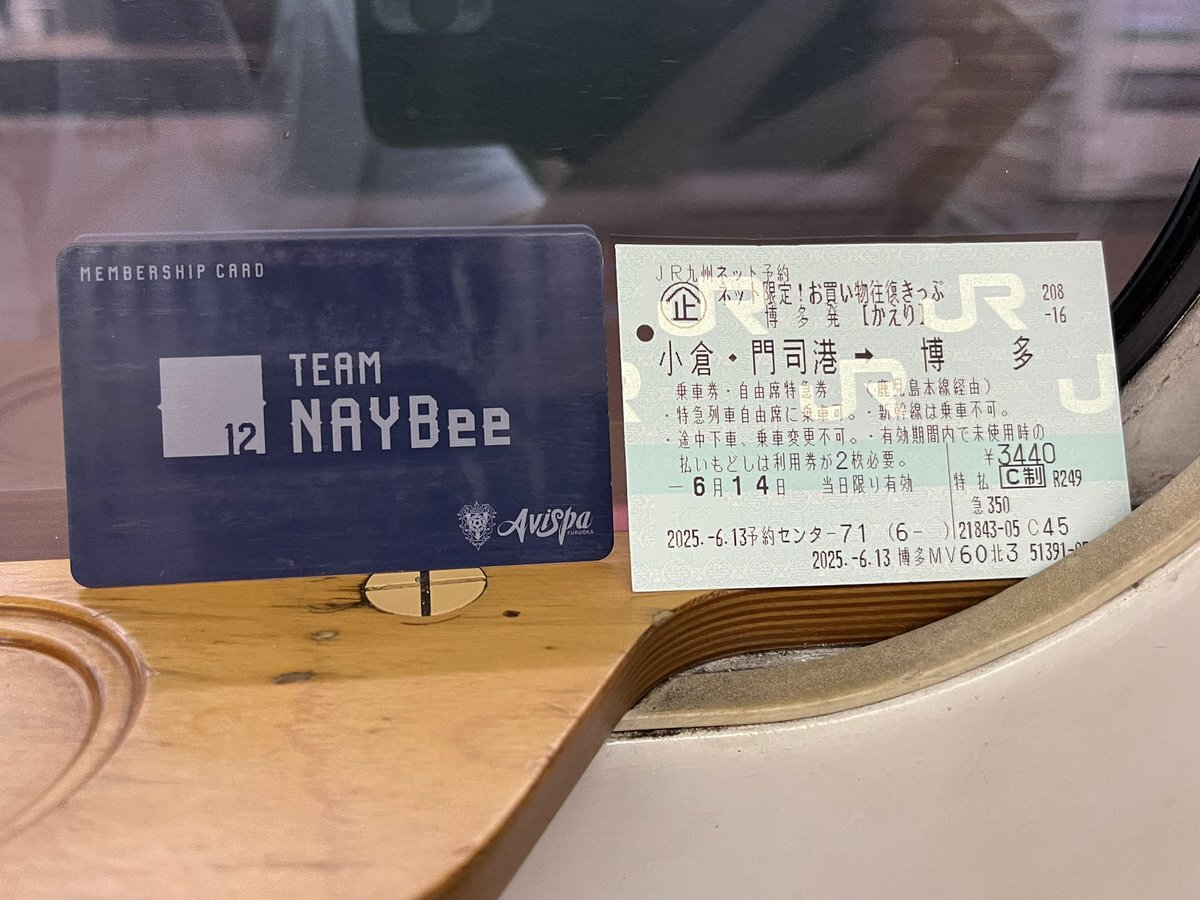 MEMBERSHIP CARD
12
TEAM
NAYBee
Avispa
FUKUOKA
JR九州ネット予約
企 ネット限定!お買い物往復きっぷ 208
博多発【かえり】 -16
小倉・門司港➡博多
乗車券・自由席特急券 (鹿児島本線経由)
・特急列車自由席に乗車可。・新幹線は乗車不可。
・途中下車、乗車変更不可。・有効期間内で未使用時の
払いもどしは利用券が2枚必要。 ¥3440
-6月14日 当日限り有効 特払 C制 R249
急350
2025.-6.13予約センター71 (6- )21843-05 C45
2025.-6.13 博多MV60北3 51391-
JR
JR